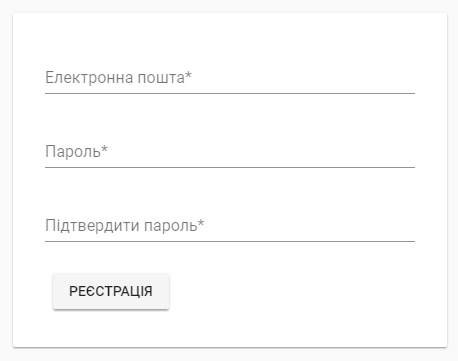 Електронна пошта*
Пароль*
Підтвердити пароль*
РЕЄСТРАЦІЯ